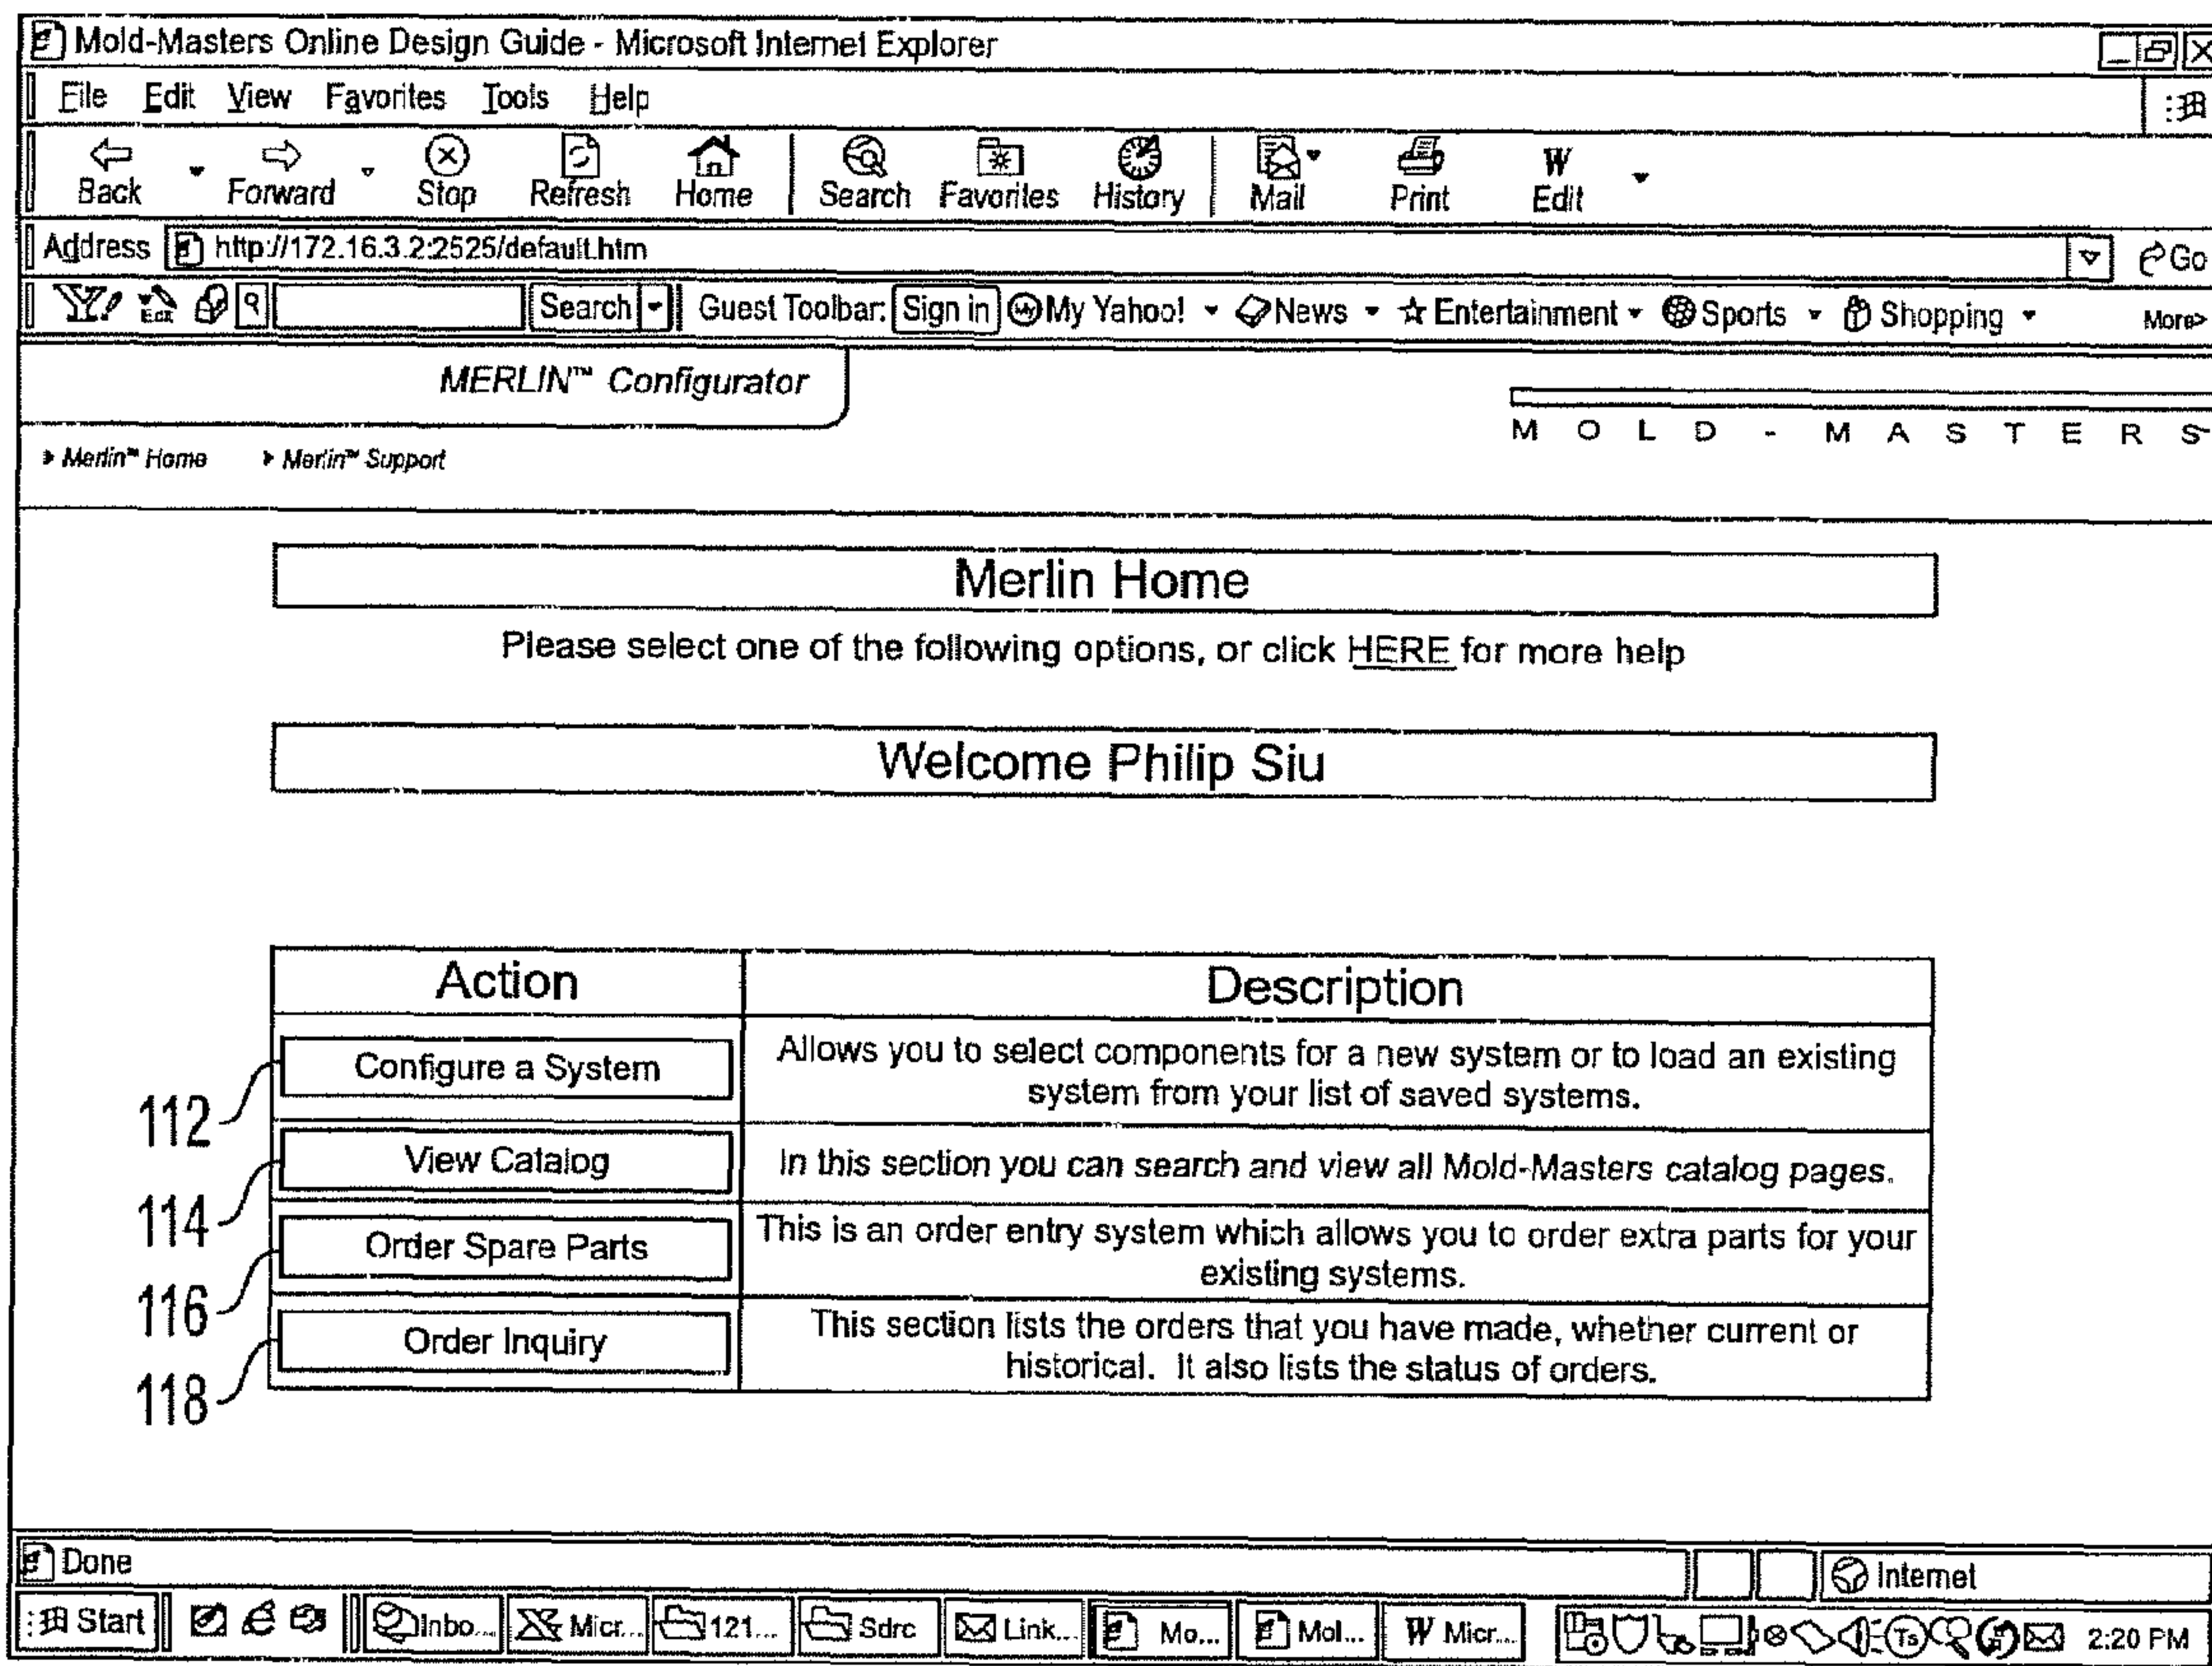 Mold-Masters Online Design Guide - Microsoft Internet Explorer
File Edit View Favorites Tools Help
Back Forward Stop Refresh Home Search Favorites History Mail Print Edit
Address http://172.16.3.2:2525/default.htm Go
Y! Edit Search Guest Toolbar: Sign in My Yahoo! News Entertainment Sports Shopping More>
MERLIN™ Configurator
MOLD-MASTERS
Merlin™ Home Merlin™ Support
Merlin Home
Please select one of the following options, or click HERE for more help
Welcome Philip Siu
Action Description
112 Configure a System Allows you to select components for a new system or to load an existing
system from your list of saved systems.
114 View Catalog In this section you can search and view all Mold-Masters catalog pages.
116 Order Spare Parts This is an order entry system which allows you to order extra parts for your
existing systems.
118 Order Inquiry This section lists the orders that you have made, whether current or
historical. It also lists the status of orders.
Done Internet
Start Inbo... Micr... 121... Sdrc Link... Mo... Mol... W Micr... Ts 2:20 PM